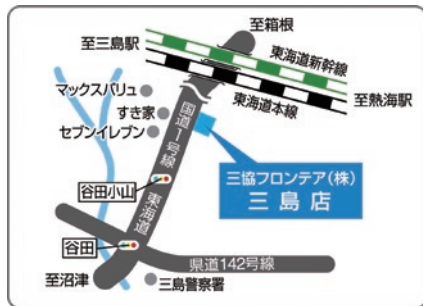 至箱根
至三島駅
東海道新幹線
東海道本線
至熱海駅
マックスバリュ
すき家
セブンイレブン
国道1号線
東海道
三協フロンテア(株)
三島店
谷田小山
谷田
県道142号線
至沼津
三島警察署